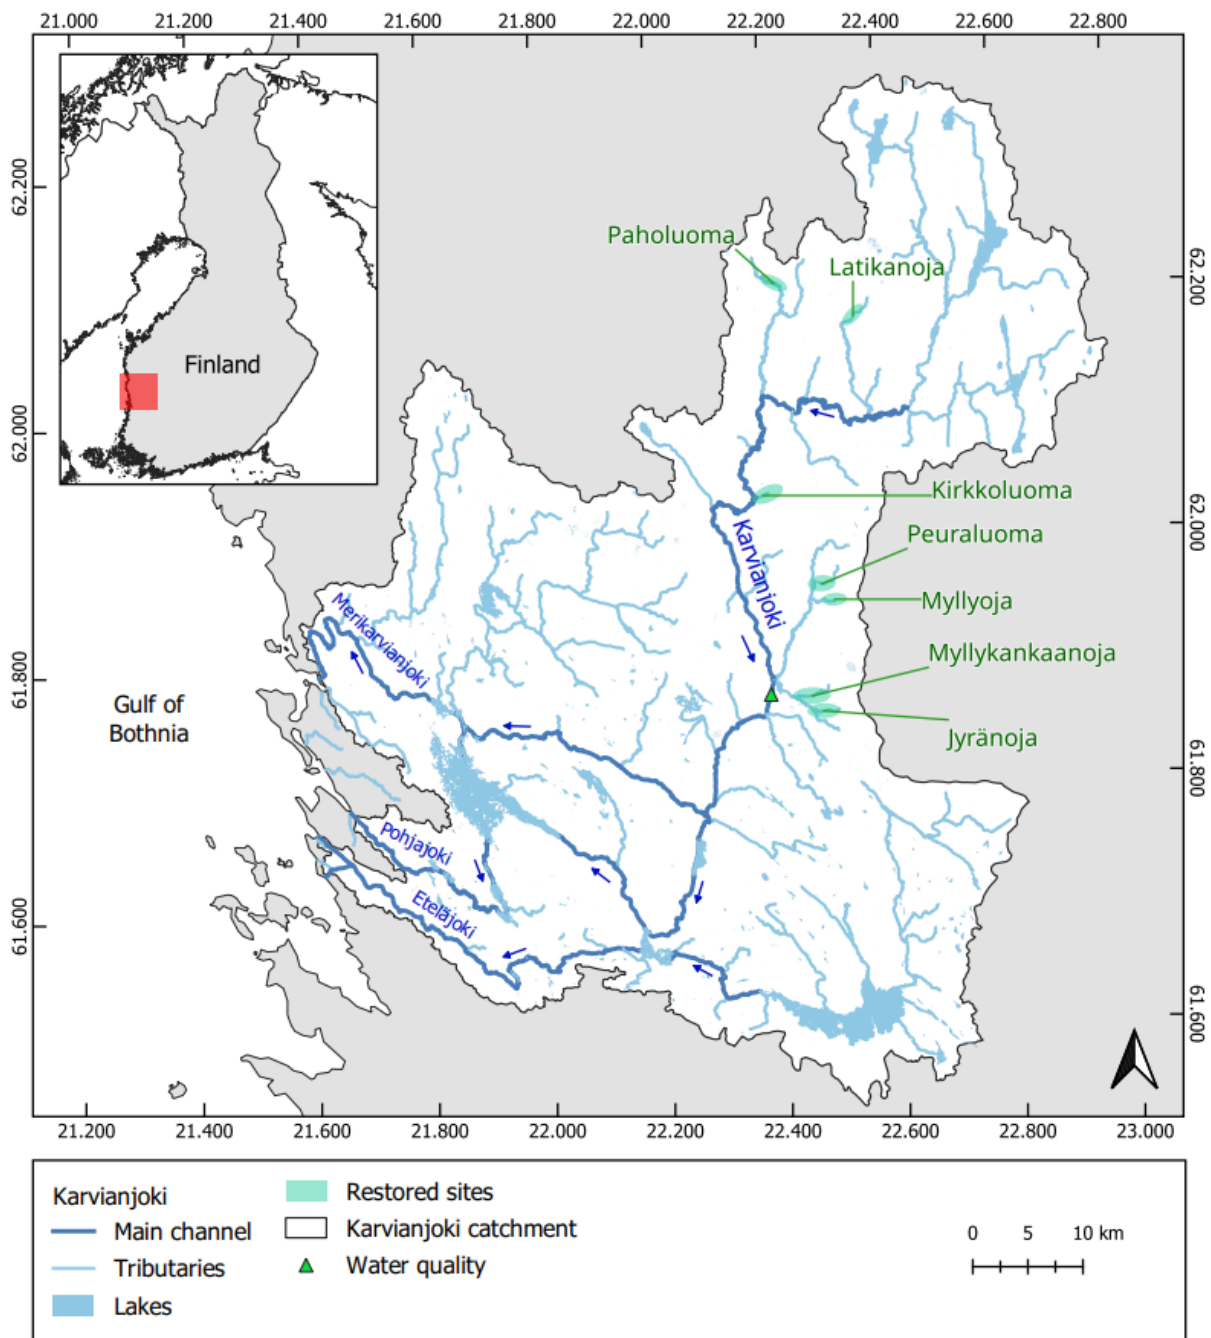 21.000 21.200 21.400 21.600 21.800 22.000 22.200 22.400 22.600 22.800
62.200
62.000
61.800
61.600
Finland
Paholuoma
Latikanoja
62.200
Kirkkoluoma
62.000
Peuraluoma
Karvianjoki
Myllyoja
Merikarvianjoki
Myllykankaanoja
Gulf of
Bothnia
Jyränoja
61.800
Pohjajoki
Eteläjoki
61.600
21.200 21.400 21.600 21.800 22.000 22.200 22.400 22.600 22.800 23.000
Karvianjoki
Main channel
Tributaries
Lakes
Restored sites
Karvianjoki catchment
Water quality
0 5 10 km